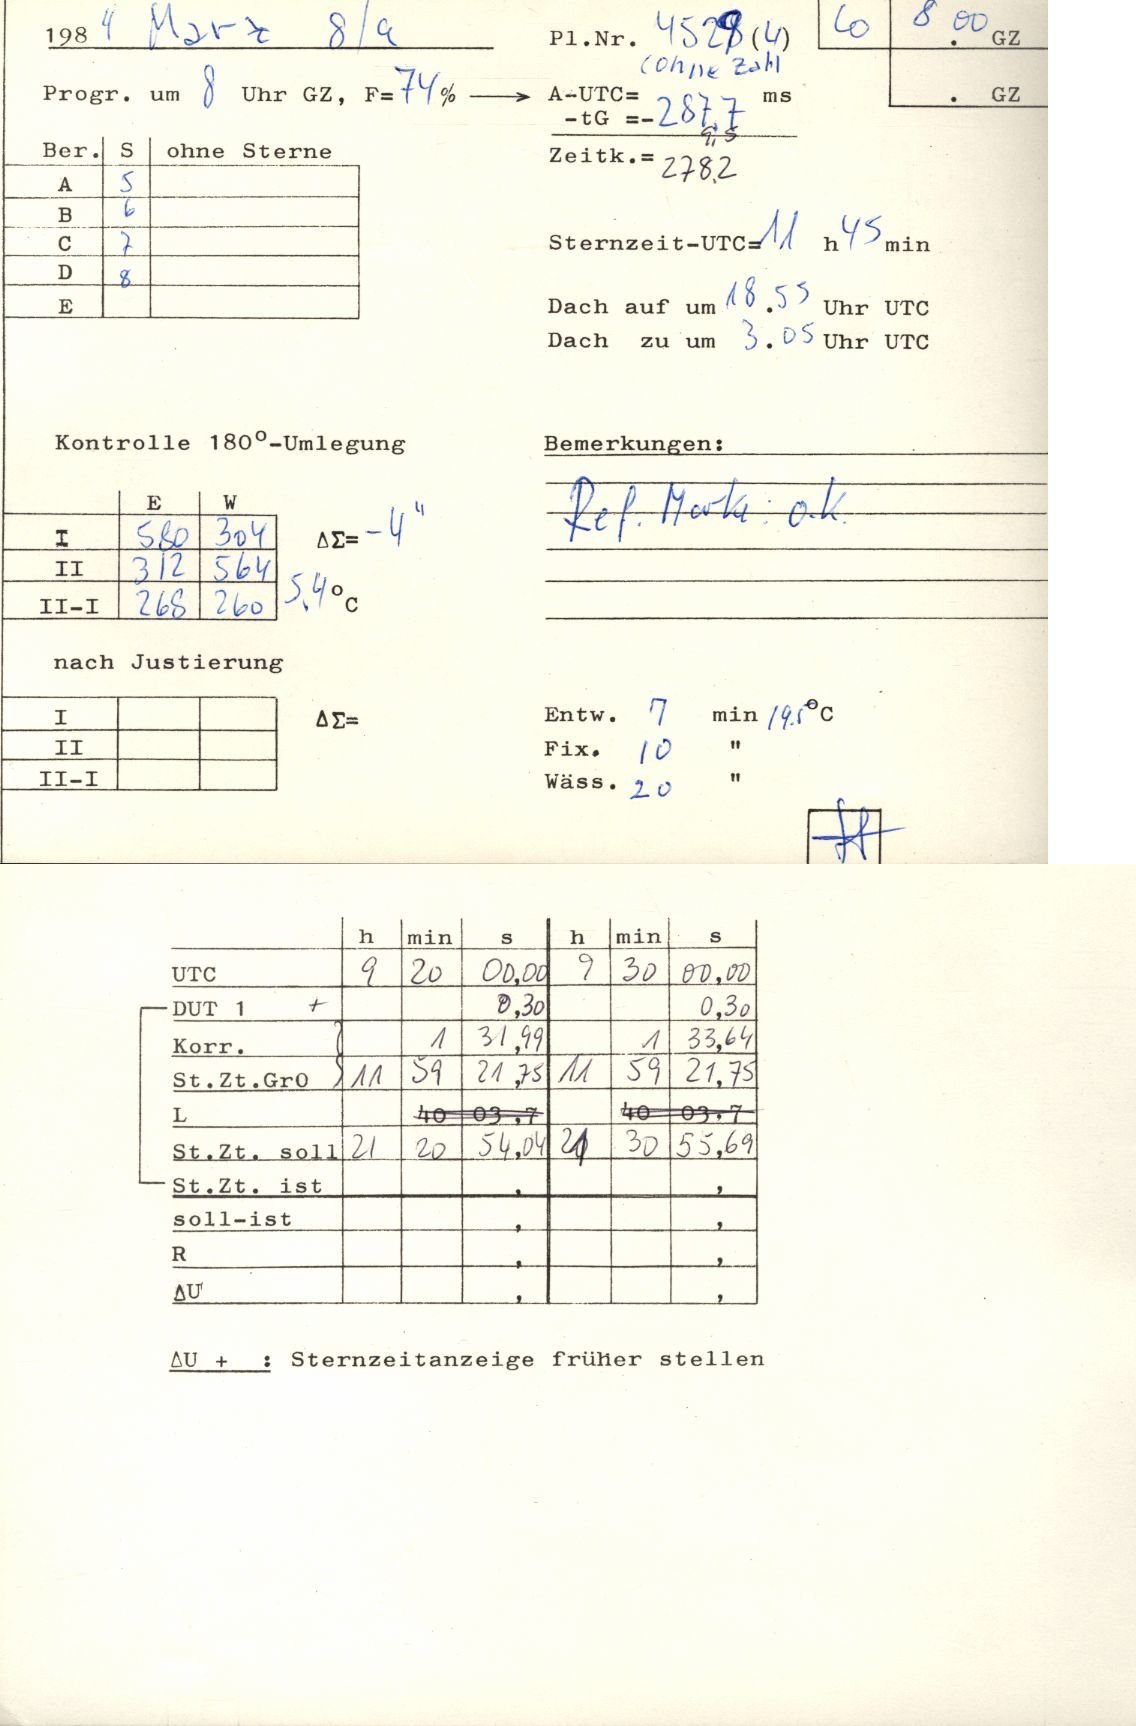 1984 März 8/9
Pl.Nr. 4528 (4)
60 8.00 GZ
(ohne Zahl
Progr. um 8 Uhr GZ, F=74% → A-UTC= 287,7 ms
. GZ
-tG =- 9,5
Ber. S ohne Sterne
Zeitk.= 278,2
A 5
B 6
C 7
D 8
E
Sternzeit-UTC=11 h 45 min
Dach auf um 18.55 Uhr UTC
Dach zu um 3.05 Uhr UTC
Kontrolle 180°-Umlegung
Bemerkungen:
E W
Ref. Marke: o.k.
I 580 304 ΔΣ= -4"
II 312 564
II-I 268 260 5,4°C
nach Justierung
I ΔΣ=
II
II-I
Entw. 7 min 19.5°C
Fix. 10 "
Wäss. 20 "
h min s h min s
UTC 9 20 00,00 9 30 00,00
DUT 1 + 0,30 0,30
Korr. 1 31,99 1 33,64
St.Zt.Gr0 11 59 21,75 11 59 21,75
L 40 03,7 40 03,7
St.Zt. soll 21 20 54,04 21 30 55,69
St.Zt. ist , ,
soll-ist , ,
R , ,
ΔU , ,
ΔU + : Sternzeitanzeige früher stellen